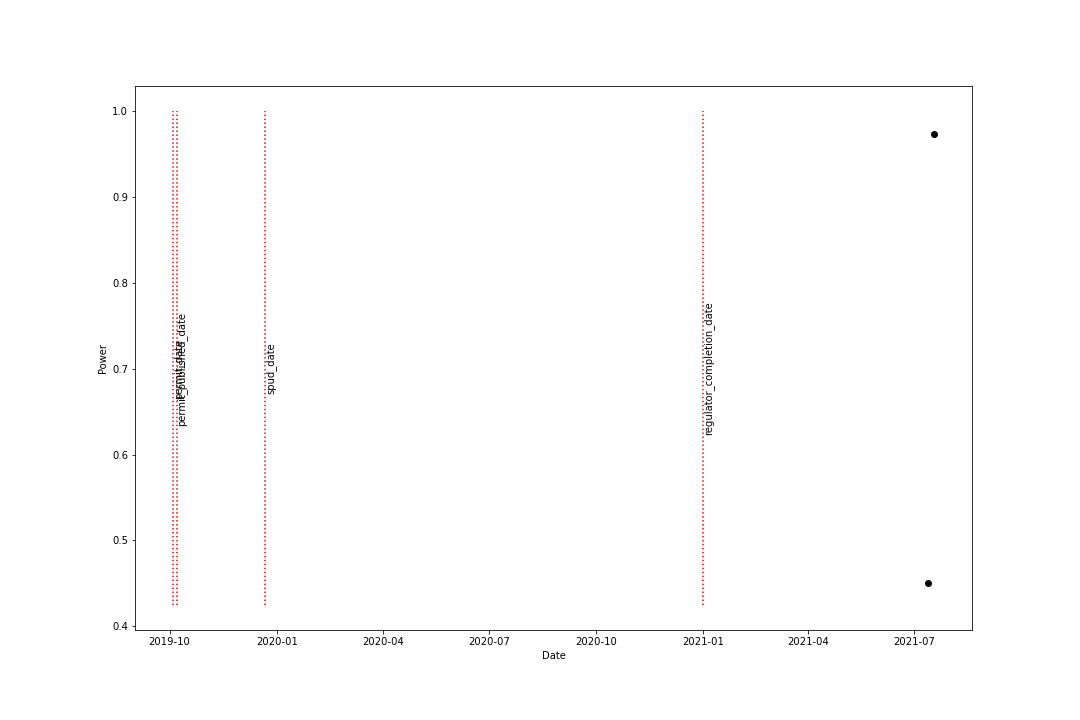 1.0
0.9
0.8
0.7
0.6
0.5
0.4
Power
permit_date
permit_published_date
spud_date
regulator_completion_date
2019-10
2020-01
2020-04
2020-07
2020-10
2021-01
2021-04
2021-07
Date